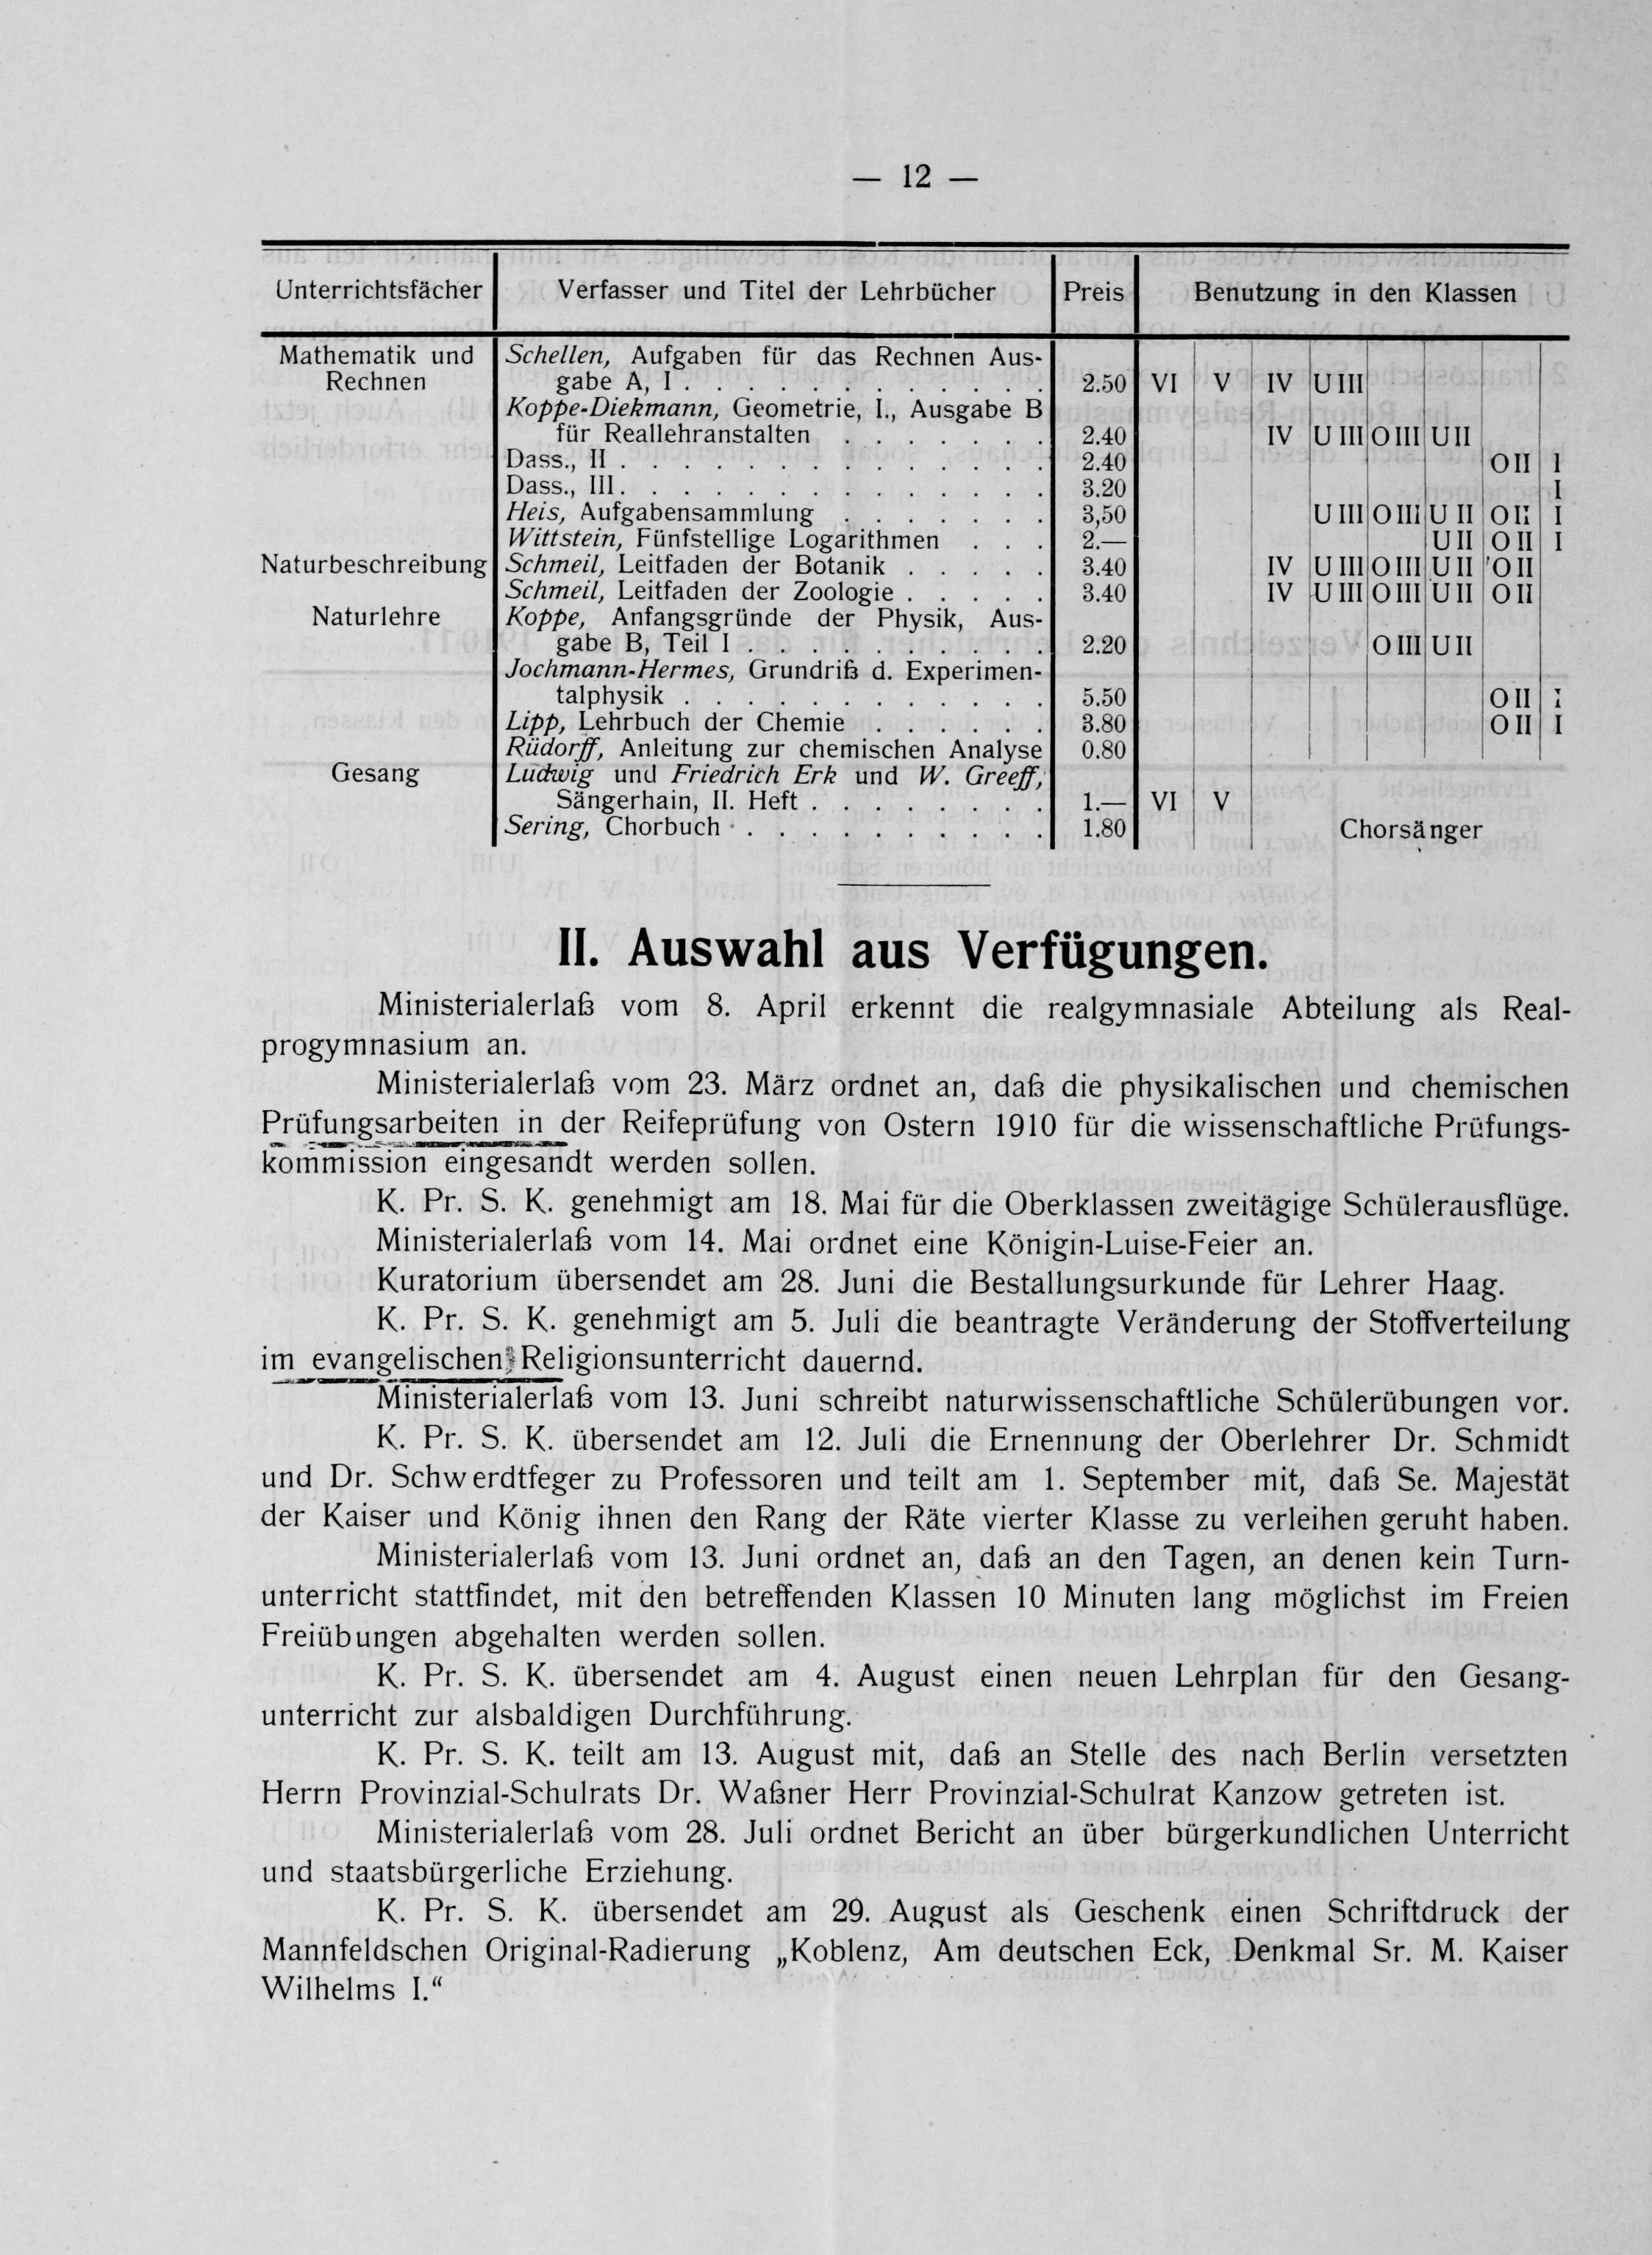 — 12 —
Unterrichtsfächer Verfasser und Titel der Lehrbücher Preis Benutzung in den Klassen
Mathematik und Schellen, Aufgaben für das Rechnen Aus-
Rechnen gabe A, I . . . . . . . . . . . . 2.50 VI V IV U III
Koppe-Diekmann, Geometrie, I., Ausgabe B
für Reallehranstalten . . . . . . . 2.40 IV U III O III U II
Dass., II . . . . . . . . . . . . . . 2.40 O II I
Dass., III. . . . . . . . . . . . . . 3.20 I
Heis, Aufgabensammlung . . . . . . . 3,50 U III O III U II O II I
Wittstein, Fünfstellige Logarithmen . . . 2.— U II O II I
Naturbeschreibung Schmeil, Leitfaden der Botanik . . . . . 3.40 IV U III O III U II O II
Schmeil, Leitfaden der Zoologie . . . . . 3.40 IV U III O III U II O II
Naturlehre Koppe, Anfangsgründe der Physik, Aus-
gabe B, Teil I . . . . . . . . . . 2.20 O III U II
Jochmann-Hermes, Grundriß d. Experimen-
talphysik . . . . . . . . . . . . 5.50 O II I
Lipp, Lehrbuch der Chemie . . . . . . 3.80 O II I
Rüdorff, Anleitung zur chemischen Analyse 0.80
Gesang Ludwig und Friedrich Erk und W. Greeff,
Sängerhain, II. Heft . . . . . . . . 1.— VI V
Sering, Chorbuch . . . . . . . . . . 1.80 Chorsänger
II. Auswahl aus Verfügungen.
Ministerialerlaß vom 8. April erkennt die realgymnasiale Abteilung als Real-
progymnasium an.
Ministerialerlaß vom 23. März ordnet an, daß die physikalischen und chemischen
Prüfungsarbeiten in der Reifeprüfung von Ostern 1910 für die wissenschaftliche Prüfungs-
kommission eingesandt werden sollen.
K. Pr. S. K. genehmigt am 18. Mai für die Oberklassen zweitägige Schülerausflüge.
Ministerialerlaß vom 14. Mai ordnet eine Königin-Luise-Feier an.
Kuratorium übersendet am 28. Juni die Bestallungsurkunde für Lehrer Haag.
K. Pr. S. K. genehmigt am 5. Juli die beantragte Veränderung der Stoffverteilung
im evangelischen Religionsunterricht dauernd.
Ministerialerlaß vom 13. Juni schreibt naturwissenschaftliche Schülerübungen vor.
K. Pr. S. K. übersendet am 12. Juli die Ernennung der Oberlehrer Dr. Schmidt
und Dr. Schwerdtfeger zu Professoren und teilt am 1. September mit, daß Se. Majestät
der Kaiser und König ihnen den Rang der Räte vierter Klasse zu verleihen geruht haben.
Ministerialerlaß vom 13. Juni ordnet an, daß an den Tagen, an denen kein Turn-
unterricht stattfindet, mit den betreffenden Klassen 10 Minuten lang möglichst im Freien
Freiübungen abgehalten werden sollen.
K. Pr. S. K. übersendet am 4. August einen neuen Lehrplan für den Gesang-
unterricht zur alsbaldigen Durchführung.
K. Pr. S. K. teilt am 13. August mit, daß an Stelle des nach Berlin versetzten
Herrn Provinzial-Schulrats Dr. Waßner Herr Provinzial-Schulrat Kanzow getreten ist.
Ministerialerlaß vom 28. Juli ordnet Bericht an über bürgerkundlichen Unterricht
und staatsbürgerliche Erziehung.
K. Pr. S. K. übersendet am 29. August als Geschenk einen Schriftdruck der
Mannfeldschen Original-Radierung „Koblenz, Am deutschen Eck, Denkmal Sr. M. Kaiser
Wilhelms I.“